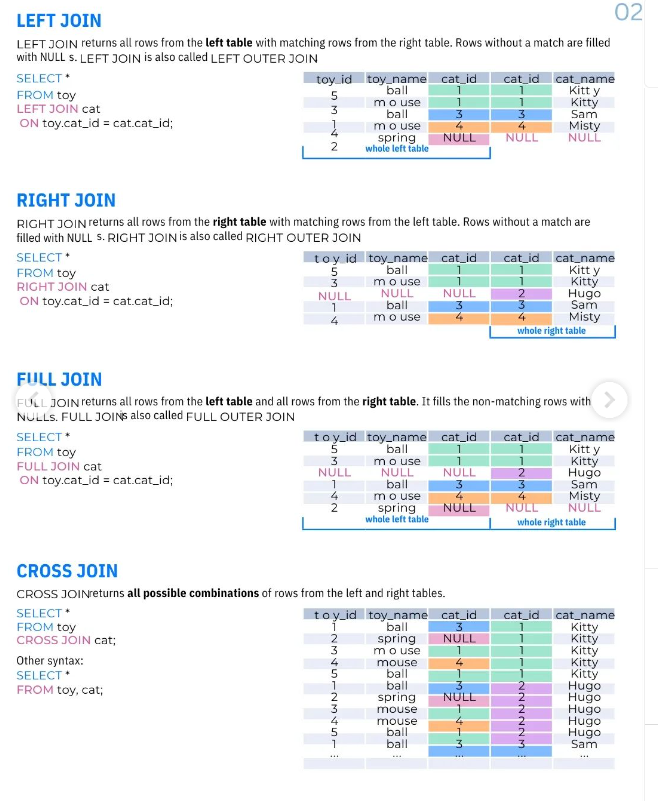 02
LEFT JOIN
LEFT JOIN returns all rows from the left table with matching rows from the right table. Rows without a match are filled
with NULL s. LEFT JOIN is also called LEFT OUTER JOIN
SELECT *
FROM toy
LEFT JOIN cat
ON toy.cat_id = cat.cat_id;
toy_id toy_name cat_id cat_id cat_name
5 ball 1 1 Kitty
3 mouse 1 1 Kitty
1 ball 3 3 Sam
4 mouse 4 4 Misty
2 spring NULL NULL NULL
whole left table
RIGHT JOIN
RIGHT JOIN returns all rows from the right table with matching rows from the left table. Rows without a match are
filled with NULL s. RIGHT JOIN is also called RIGHT OUTER JOIN
SELECT *
FROM toy
RIGHT JOIN cat
ON toy.cat_id = cat.cat_id;
toy_id toy_name cat_id cat_id cat_name
5 ball 1 1 Kitty
3 mouse 1 1 Kitty
NULL NULL NULL 2 Hugo
1 ball 3 3 Sam
4 mouse 4 4 Misty
whole right table
FULL JOIN
FULL JOIN returns all rows from the left table and all rows from the right table. It fills the non-matching rows with
NULLs. FULL JOIN is also called FULL OUTER JOIN
SELECT *
FROM toy
FULL JOIN cat
ON toy.cat_id = cat.cat_id;
toy_id toy_name cat_id cat_id cat_name
5 ball 1 1 Kitty
3 mouse 1 1 Kitty
NULL NULL NULL 2 Hugo
1 ball 3 3 Sam
4 mouse 4 4 Misty
2 spring NULL NULL NULL
whole left table whole right table
CROSS JOIN
CROSS JOIN returns all possible combinations of rows from the left and right tables.
SELECT *
FROM toy
CROSS JOIN cat;
Other syntax:
SELECT *
FROM toy, cat;
toy_id toy_name cat_id cat_id cat_name
1 ball 3 1 Kitty
2 spring NULL 1 Kitty
3 mouse 1 1 Kitty
4 mouse 4 1 Kitty
5 ball 1 1 Kitty
1 ball 3 2 Hugo
2 spring NULL 2 Hugo
3 mouse 1 2 Hugo
4 mouse 4 2 Hugo
5 ball 1 2 Hugo
1 ball 3 3 Sam
... ... ... ... ...